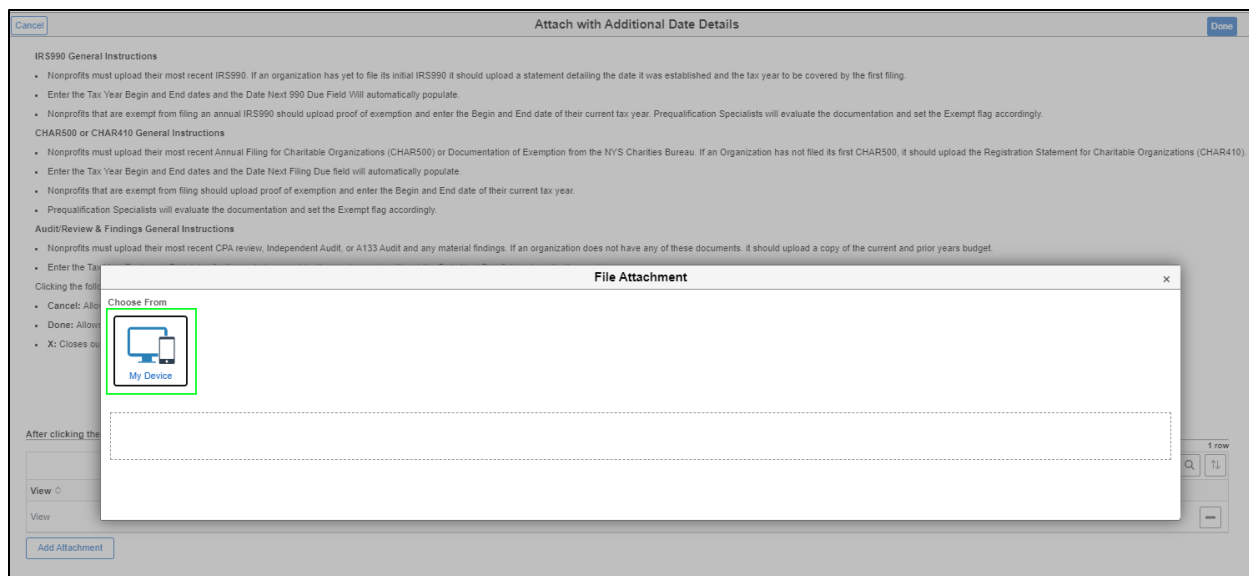 Cancel
Attach with Additional Date Details
Done
IRS990 General Instructions
• Nonprofits must upload their most recent IRS990. If an organization has yet to file its initial IRS990 it should upload a statement detailing the date it was established and the tax year to be covered by the first filing.
• Enter the Tax Year Begin and End dates and the Date Next 990 Due Field Will automatically populate.
• Nonprofits that are exempt from filing an annual IRS990 should upload proof of exemption and enter the Begin and End date of their current tax year. Prequalification Specialists will evaluate the documentation and set the Exempt flag accordingly.
CHAR500 or CHAR410 General Instructions
• Nonprofits must upload their most recent Annual Filing for Charitable Organizations (CHAR500) or Documentation of Exemption from the NYS Charities Bureau. If an Organization has not filed its first CHAR500, it should upload the Registration Statement for Charitable Organizations (CHAR410).
• Enter the Tax Year Begin and End dates and the Date Next Filing Due field will automatically populate.
• Nonprofits that are exempt from filing should upload proof of exemption and enter the Begin and End date of their current tax year.
• Prequalification Specialists will evaluate the documentation and set the Exempt flag accordingly.
Audit/Review & Findings General Instructions
• Nonprofits must upload their most recent CPA review, Independent Audit, or A133 Audit and any material findings. If an organization does not have any of these documents. it should upload a copy of the current and prior years budget.
• Enter the Tax
Clicking the
• Cancel:
• Done: Allows
• X: Closes
File Attachment
×
Choose From
My Device
After clicking the
1 row
View
View
Add Attachment